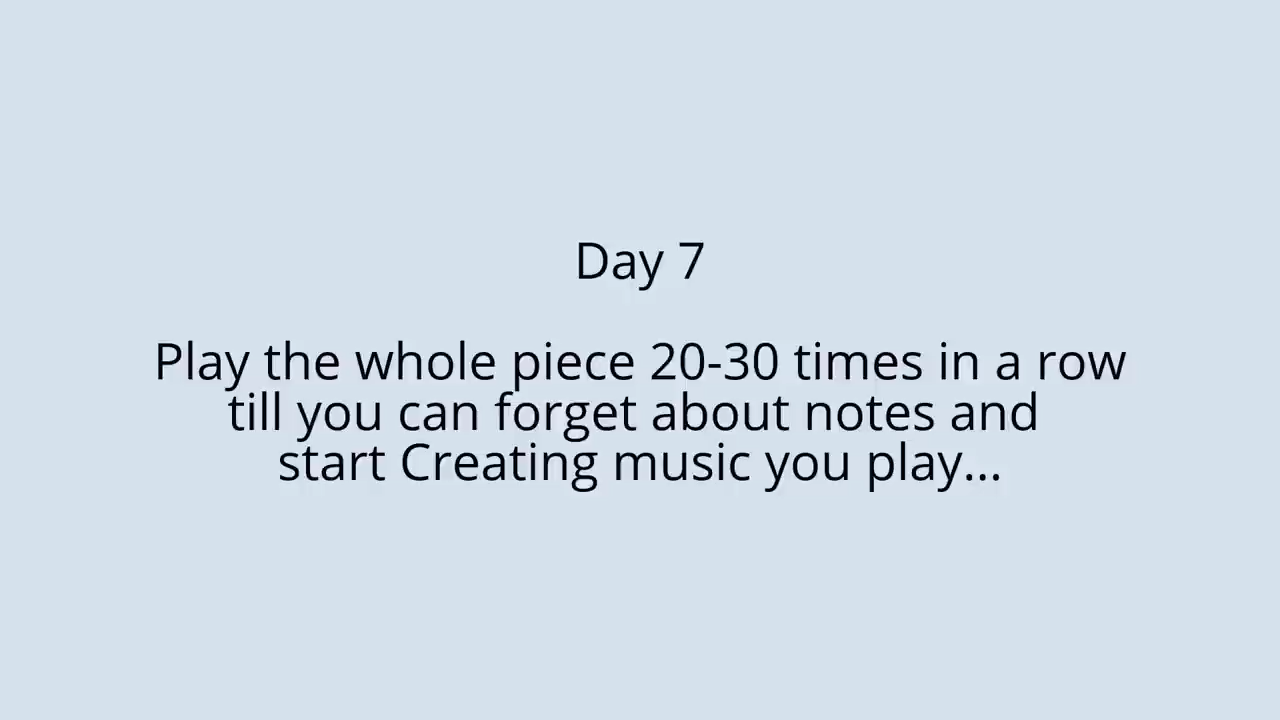 Day 7
Play the whole piece 20-30 times in a row
till you can forget about notes and
start Creating music you play...